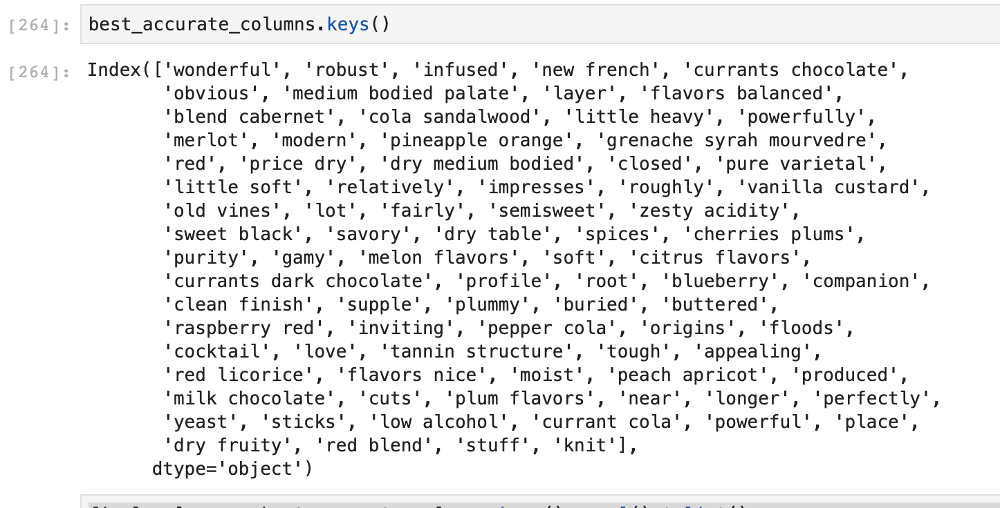 [264]: best_accurate_columns.keys()
[264]: Index(['wonderful', 'robust', 'infused', 'new french', 'currants chocolate',
'obvious', 'medium bodied palate', 'layer', 'flavors balanced',
'blend cabernet', 'cola sandalwood', 'little heavy', 'powerfully',
'merlot', 'modern', 'pineapple orange', 'grenache syrah mourvedre',
'red', 'price dry', 'dry medium bodied', 'closed', 'pure varietal',
'little soft', 'relatively', 'impresses', 'roughly', 'vanilla custard',
'old vines', 'lot', 'fairly', 'semisweet', 'zesty acidity',
'sweet black', 'savory', 'dry table', 'spices', 'cherries plums',
'purity', 'gamy', 'melon flavors', 'soft', 'citrus flavors',
'currants dark chocolate', 'profile', 'root', 'blueberry', 'companion',
'clean finish', 'supple', 'plummy', 'buried', 'buttered',
'raspberry red', 'inviting', 'pepper cola', 'origins', 'floods',
'cocktail', 'love', 'tannin structure', 'tough', 'appealing',
'red licorice', 'flavors nice', 'moist', 'peach apricot', 'produced',
'milk chocolate', 'cuts', 'plum flavors', 'near', 'longer', 'perfectly',
'yeast', 'sticks', 'low alcohol', 'currant cola', 'powerful', 'place',
'dry fruity', 'red blend', 'stuff', 'knit'],
dtype='object')